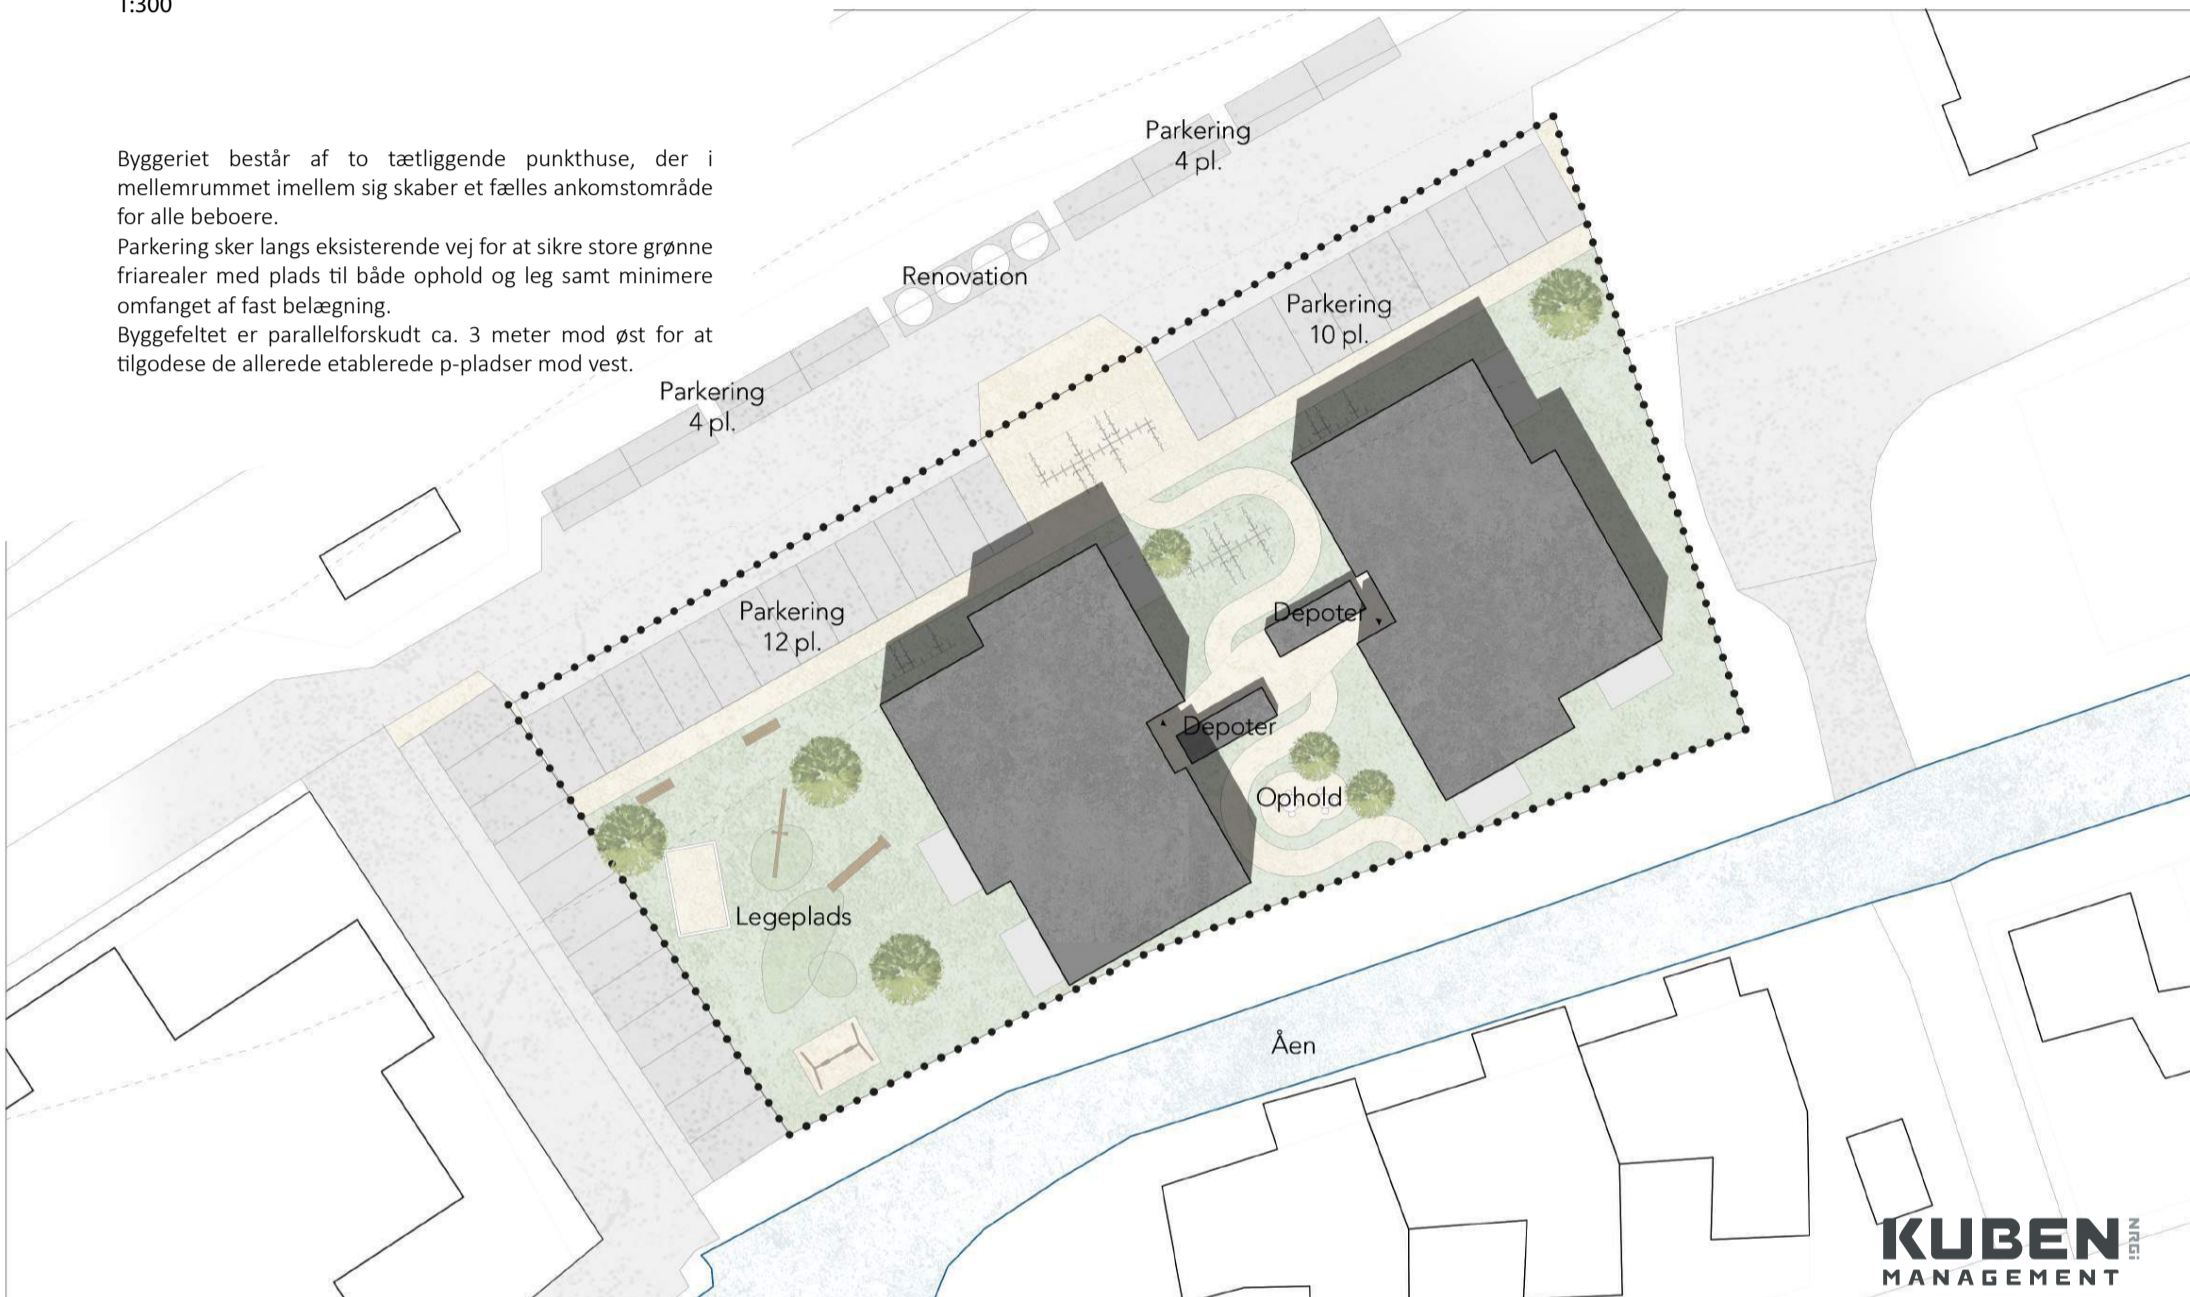 1:300
Byggeriet består af to tætliggende punkthuse, der i
mellemrummet imellem sig skaber et fælles ankomstområde
for alle beboere.
Parkering sker langs eksisterende vej for at sikre store grønne
friarealer med plads til både ophold og leg samt minimere
omfanget af fast belægning.
Byggefeltet er parallelforskudt ca. 3 meter mod øst for at
tilgodese de allerede etablerede p-pladser mod vest.
Parkering
4 pl.
Renovation
Parkering
10 pl.
Parkering
4 pl.
Parkering
12 pl.
Depoter
Depoter
Ophold
Legeplads
Åen
KUBEN
MANAGEMENT
NRGi